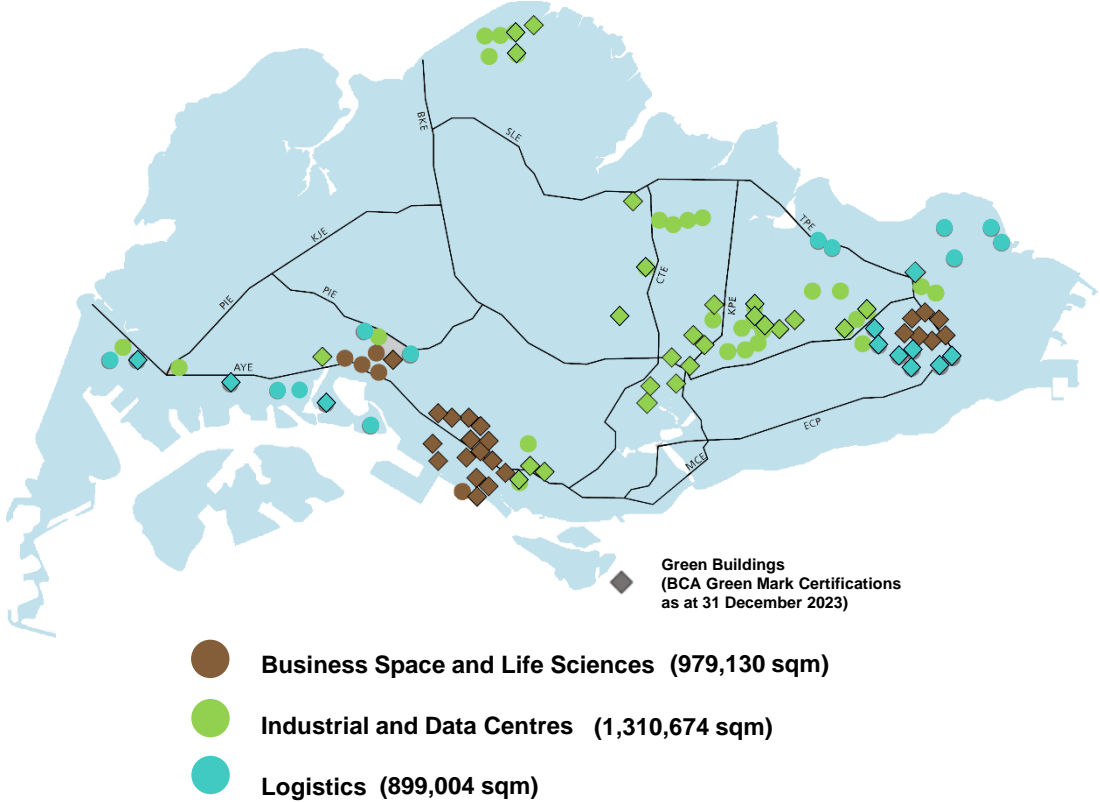 BKE
SLE
KJE
TPE
CTE
PIE
PIE
KPE
AYE
ECP
MCE
Green Buildings
(BCA Green Mark Certifications
as at 31 December 2023)
Business Space and Life Sciences (979,130 sqm)
Industrial and Data Centres (1,310,674 sqm)
Logistics (899,004 sqm)